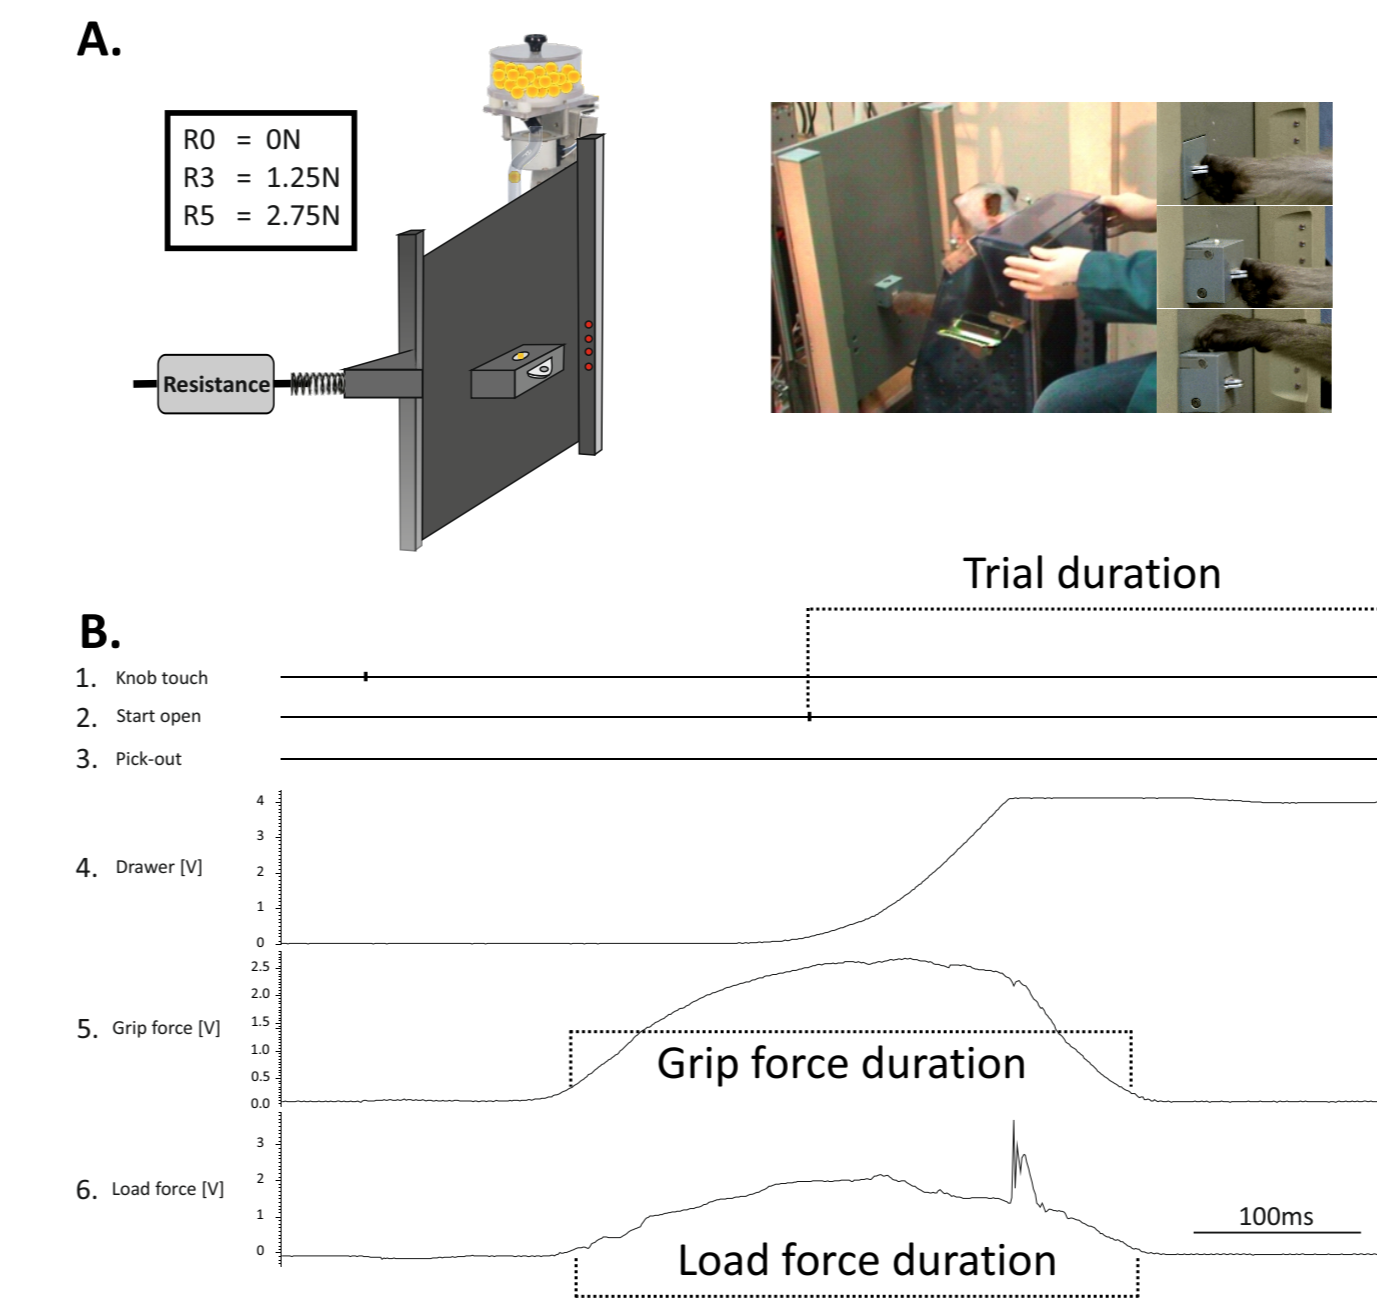 A.
R0 = 0N
R3 = 1.25N
R5 = 2.75N
Resistance
Trial duration
B.
1. Knob touch
2. Start open
3. Pick-out
4
3
4. Drawer [V]
2
1
0
2.5
2.0
5. Grip force [V]
1.5
1.0
Grip force duration
0.5
0.0
3
6. Load force [V]
2
1
100ms
0
Load force duration